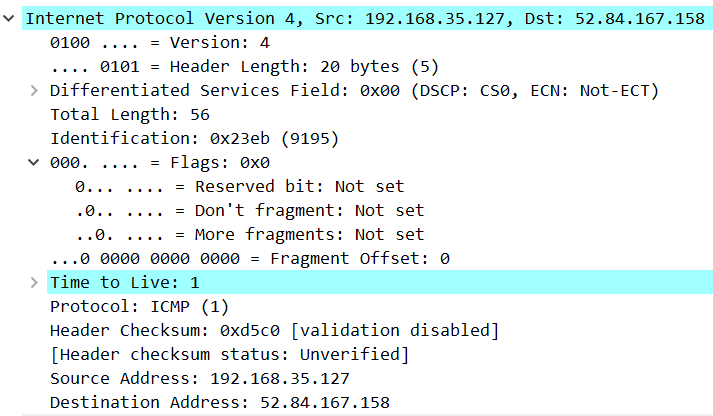 Internet Protocol Version 4, Src: 192.168.35.127, Dst: 52.84.167.158
0100 .... = Version: 4
.... 0101 = Header Length: 20 bytes (5)
Differentiated Services Field: 0x00 (DSCP: CS0, ECN: Not-ECT)
Total Length: 56
Identification: 0x23eb (9195)
000. .... = Flags: 0x0
0... .... = Reserved bit: Not set
.0.. .... = Don't fragment: Not set
..0. .... = More fragments: Not set
...0 0000 0000 0000 = Fragment Offset: 0
Time to Live: 1
Protocol: ICMP (1)
Header Checksum: 0xd5c0 [validation disabled]
[Header checksum status: Unverified]
Source Address: 192.168.35.127
Destination Address: 52.84.167.158